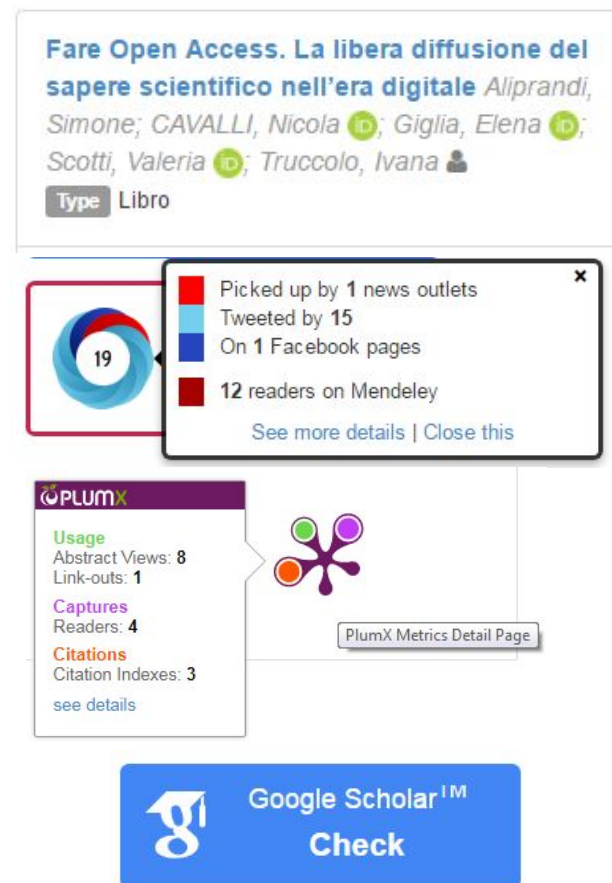 Fare Open Access. La libera diffusione del
sapere scientifico nell'era digitale Aliprandi,
Simone; CAVALLI, Nicola iD; Giglia, Elena iD;
Scotti, Valeria iD; Truccolo, Ivana
Type Libro
×
Picked up by 1 news outlets
Tweeted by 15
On 1 Facebook pages
19
12 readers on Mendeley
See more details | Close this
PLUMX
Usage
Abstract Views: 8
Link-outs: 1
Captures
Readers: 4
Citations
Citation Indexes: 3
see details
PlumX Metrics Detail Page
g
Google Scholar™
Check